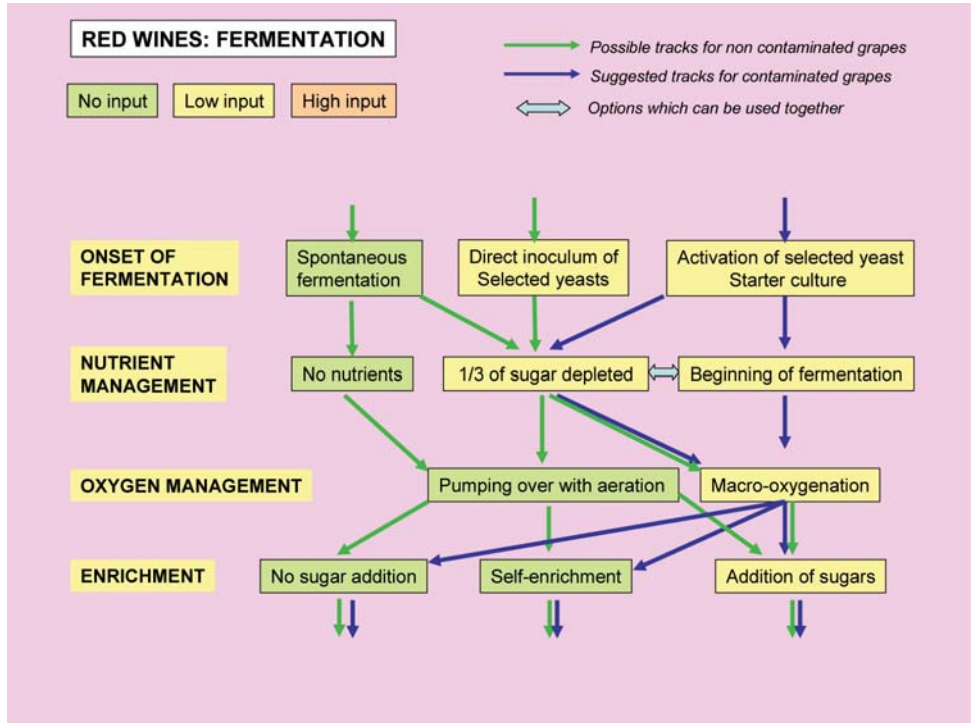 RED WINES: FERMENTATION
Possible tracks for non contaminated grapes
Suggested tracks for contaminated grapes
Options which can be used together
No input
Low input
High input
ONSET OF
FERMENTATION
Spontaneous
fermentation
Direct inoculum of
Selected yeasts
Activation of selected yeast
Starter culture
NUTRIENT
MANAGEMENT
No nutrients
1/3 of sugar depleted
Beginning of fermentation
OXYGEN MANAGEMENT
Pumping over with aeration
Macro-oxygenation
ENRICHMENT
No sugar addition
Self-enrichment
Addition of sugars